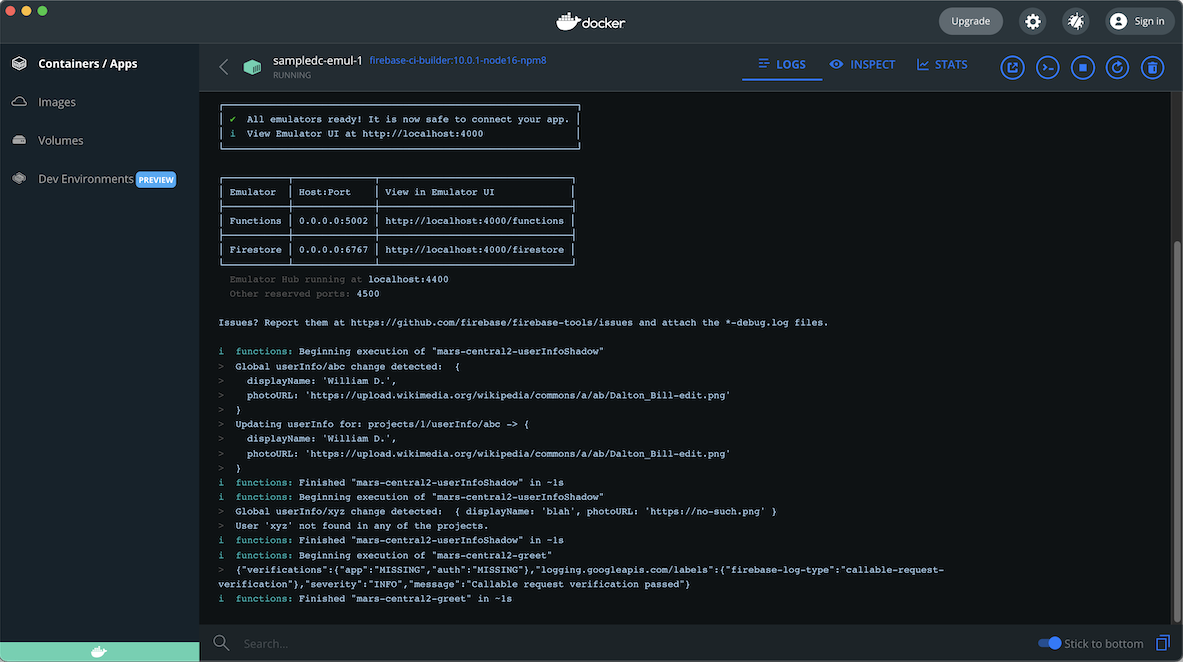 docker
Upgrade
Sign in
Containers / Apps
Images
Volumes
Dev Environments PREVIEW
sampledc-emul-1 firebase-ci-builder:10.0.1-node16-npm8
RUNNING
LOGS
INSPECT
STATS
✔ All emulators ready! It is now safe to connect your app.
i View Emulator UI at http://localhost:4000
Emulator Host:Port View in Emulator UI
Functions 0.0.0.0:5002 http://localhost:4000/functions
Firestore 0.0.0.0:6767 http://localhost:4000/firestore
Emulator Hub running at localhost:4400
Other reserved ports: 4500
Issues? Report them at https://github.com/firebase/firebase-tools/issues and attach the *-debug.log files.
i functions: Beginning execution of "mars-central2-userInfoShadow"
> Global userInfo/abc change detected: {
> displayName: 'William D.',
> photoURL: 'https://upload.wikimedia.org/wikipedia/commons/a/ab/Dalton_Bill-edit.png'
> }
> Updating userInfo for: projects/1/userInfo/abc -> {
> displayName: 'William D.',
> photoURL: 'https://upload.wikimedia.org/wikipedia/commons/a/ab/Dalton_Bill-edit.png'
> }
i functions: Finished "mars-central2-userInfoShadow" in ~1s
i functions: Beginning execution of "mars-central2-userInfoShadow"
> Global userInfo/xyz change detected: { displayName: 'blah', photoURL: 'https://no-such.png' }
> User 'xyz' not found in any of the projects.
i functions: Finished "mars-central2-userInfoShadow" in ~1s
i functions: Beginning execution of "mars-central2-greet"
> {"verifications":{"app":"MISSING","auth":"MISSING"},"logging.googleapis.com/labels":{"firebase-log-type":"callable-request-
verification"},"severity":"INFO","message":"Callable request verification passed"}
i functions: Finished "mars-central2-greet" in ~1s
Search...
Stick to bottom